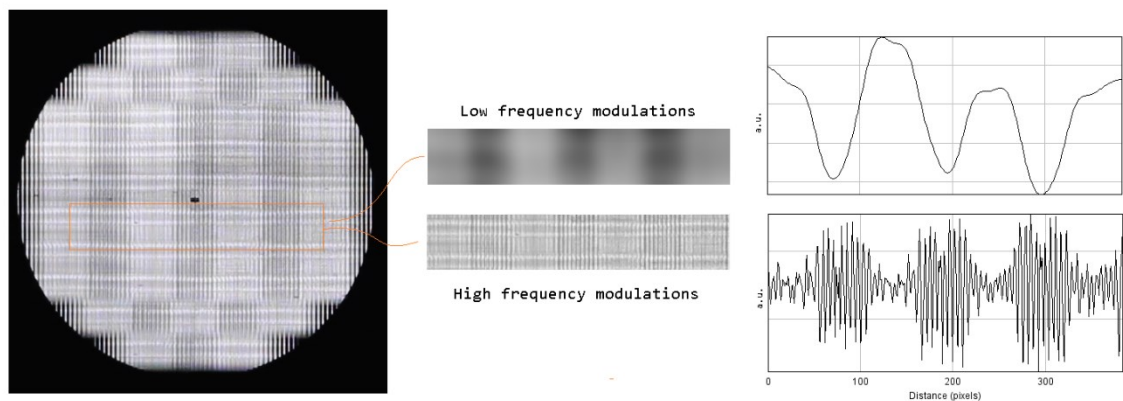 Low frequency modulations
High frequency modulations
a.u.
a.u.
0 100 200 300
Distance (pixels)